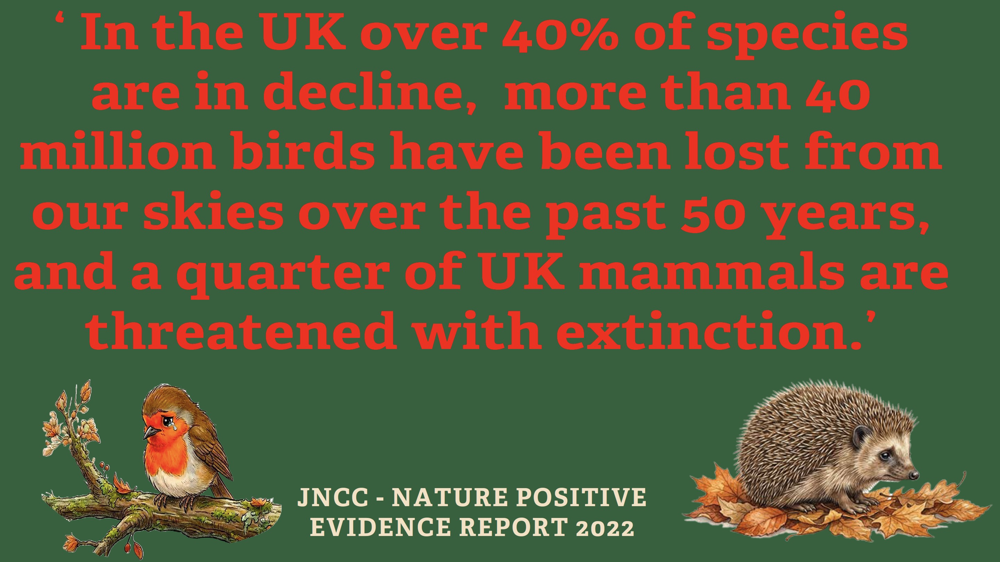 ‘ In the UK over 40% of species
are in decline,  more than 40
million birds have been lost from
our skies over the past 50 years,
and a quarter of UK mammals are
threatened with extinction.’
JNCC - NATURE POSITIVE
EVIDENCE REPORT 2022